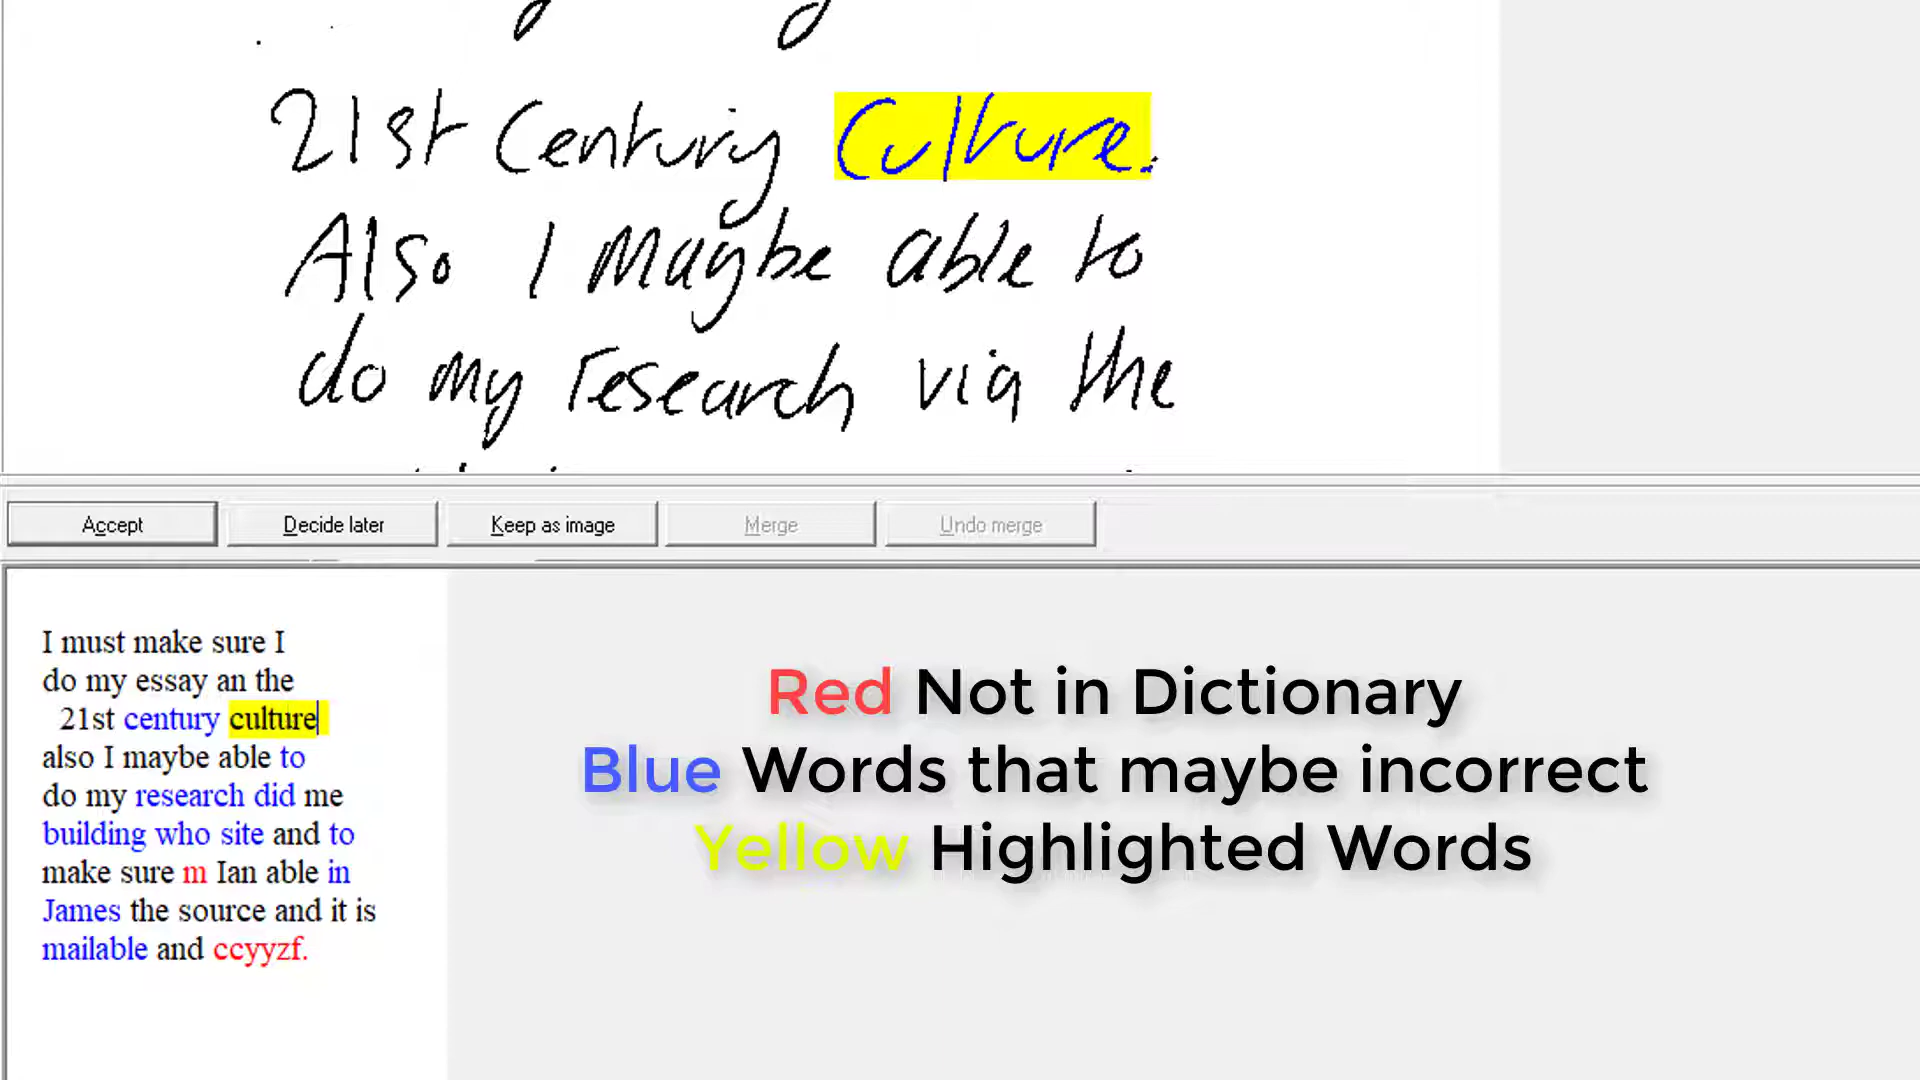 21st Century Culture.
Also I Maybe able to
do my research via the
Accept
Decide later
Keep as image
Merge
Undo merge
I must make sure I
do my essay an the
21st century culture
also I maybe able to
do my research did me
building who site and to
make sure m Ian able in
James the source and it is
mailable and ccyyzf.
Red Not in Dictionary
Blue Words that maybe incorrect
Yellow Highlighted Words